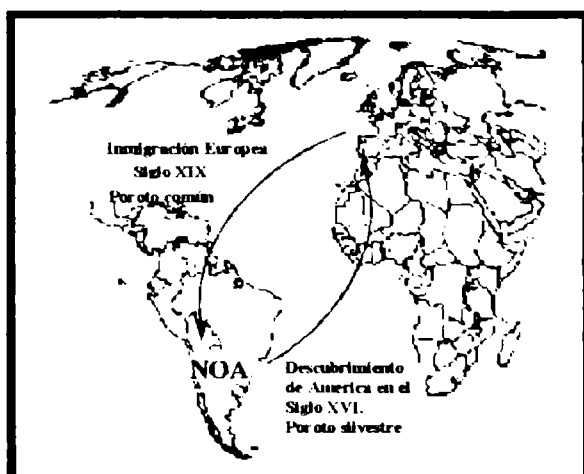 Inmigración Europea
Siglo XIX
Poroto común
NOA
Descubrimiento
de America en el
Siglo XVI.
Poroto silvestre